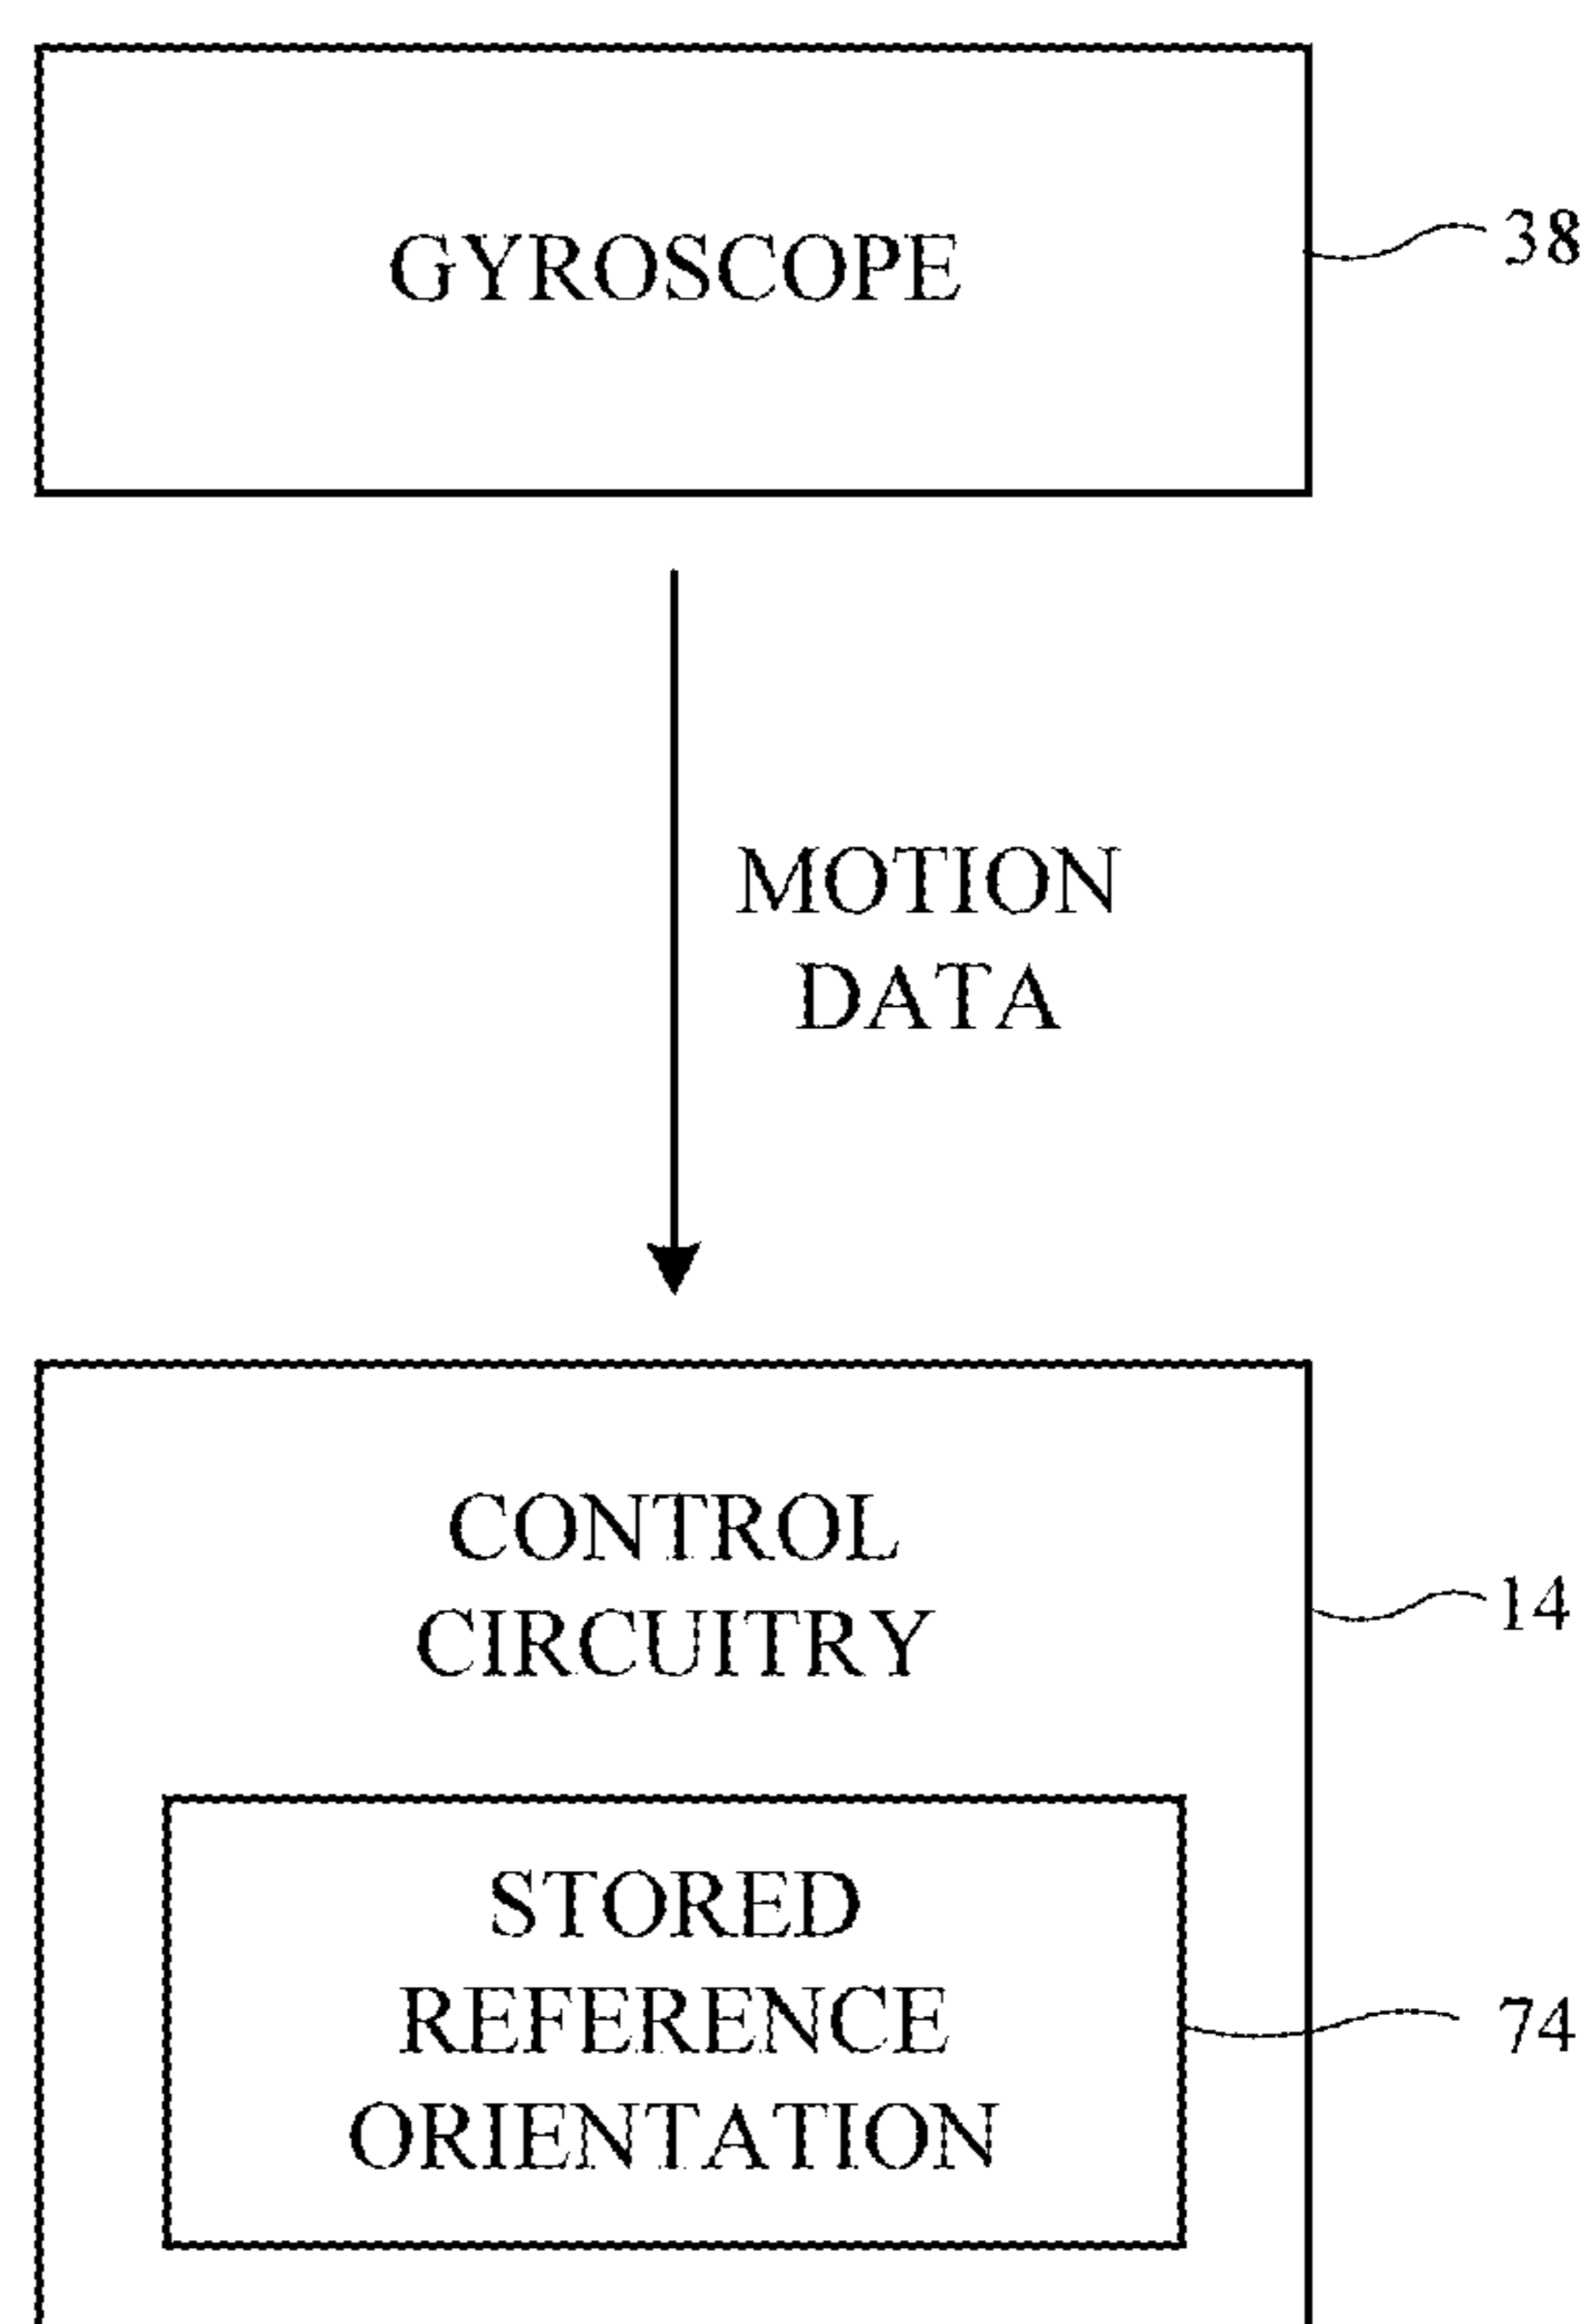 GYROSCOPE
38
MOTION
DATA
CONTROL
CIRCUITRY
14
STORED
REFERENCE
ORIENTATION
74